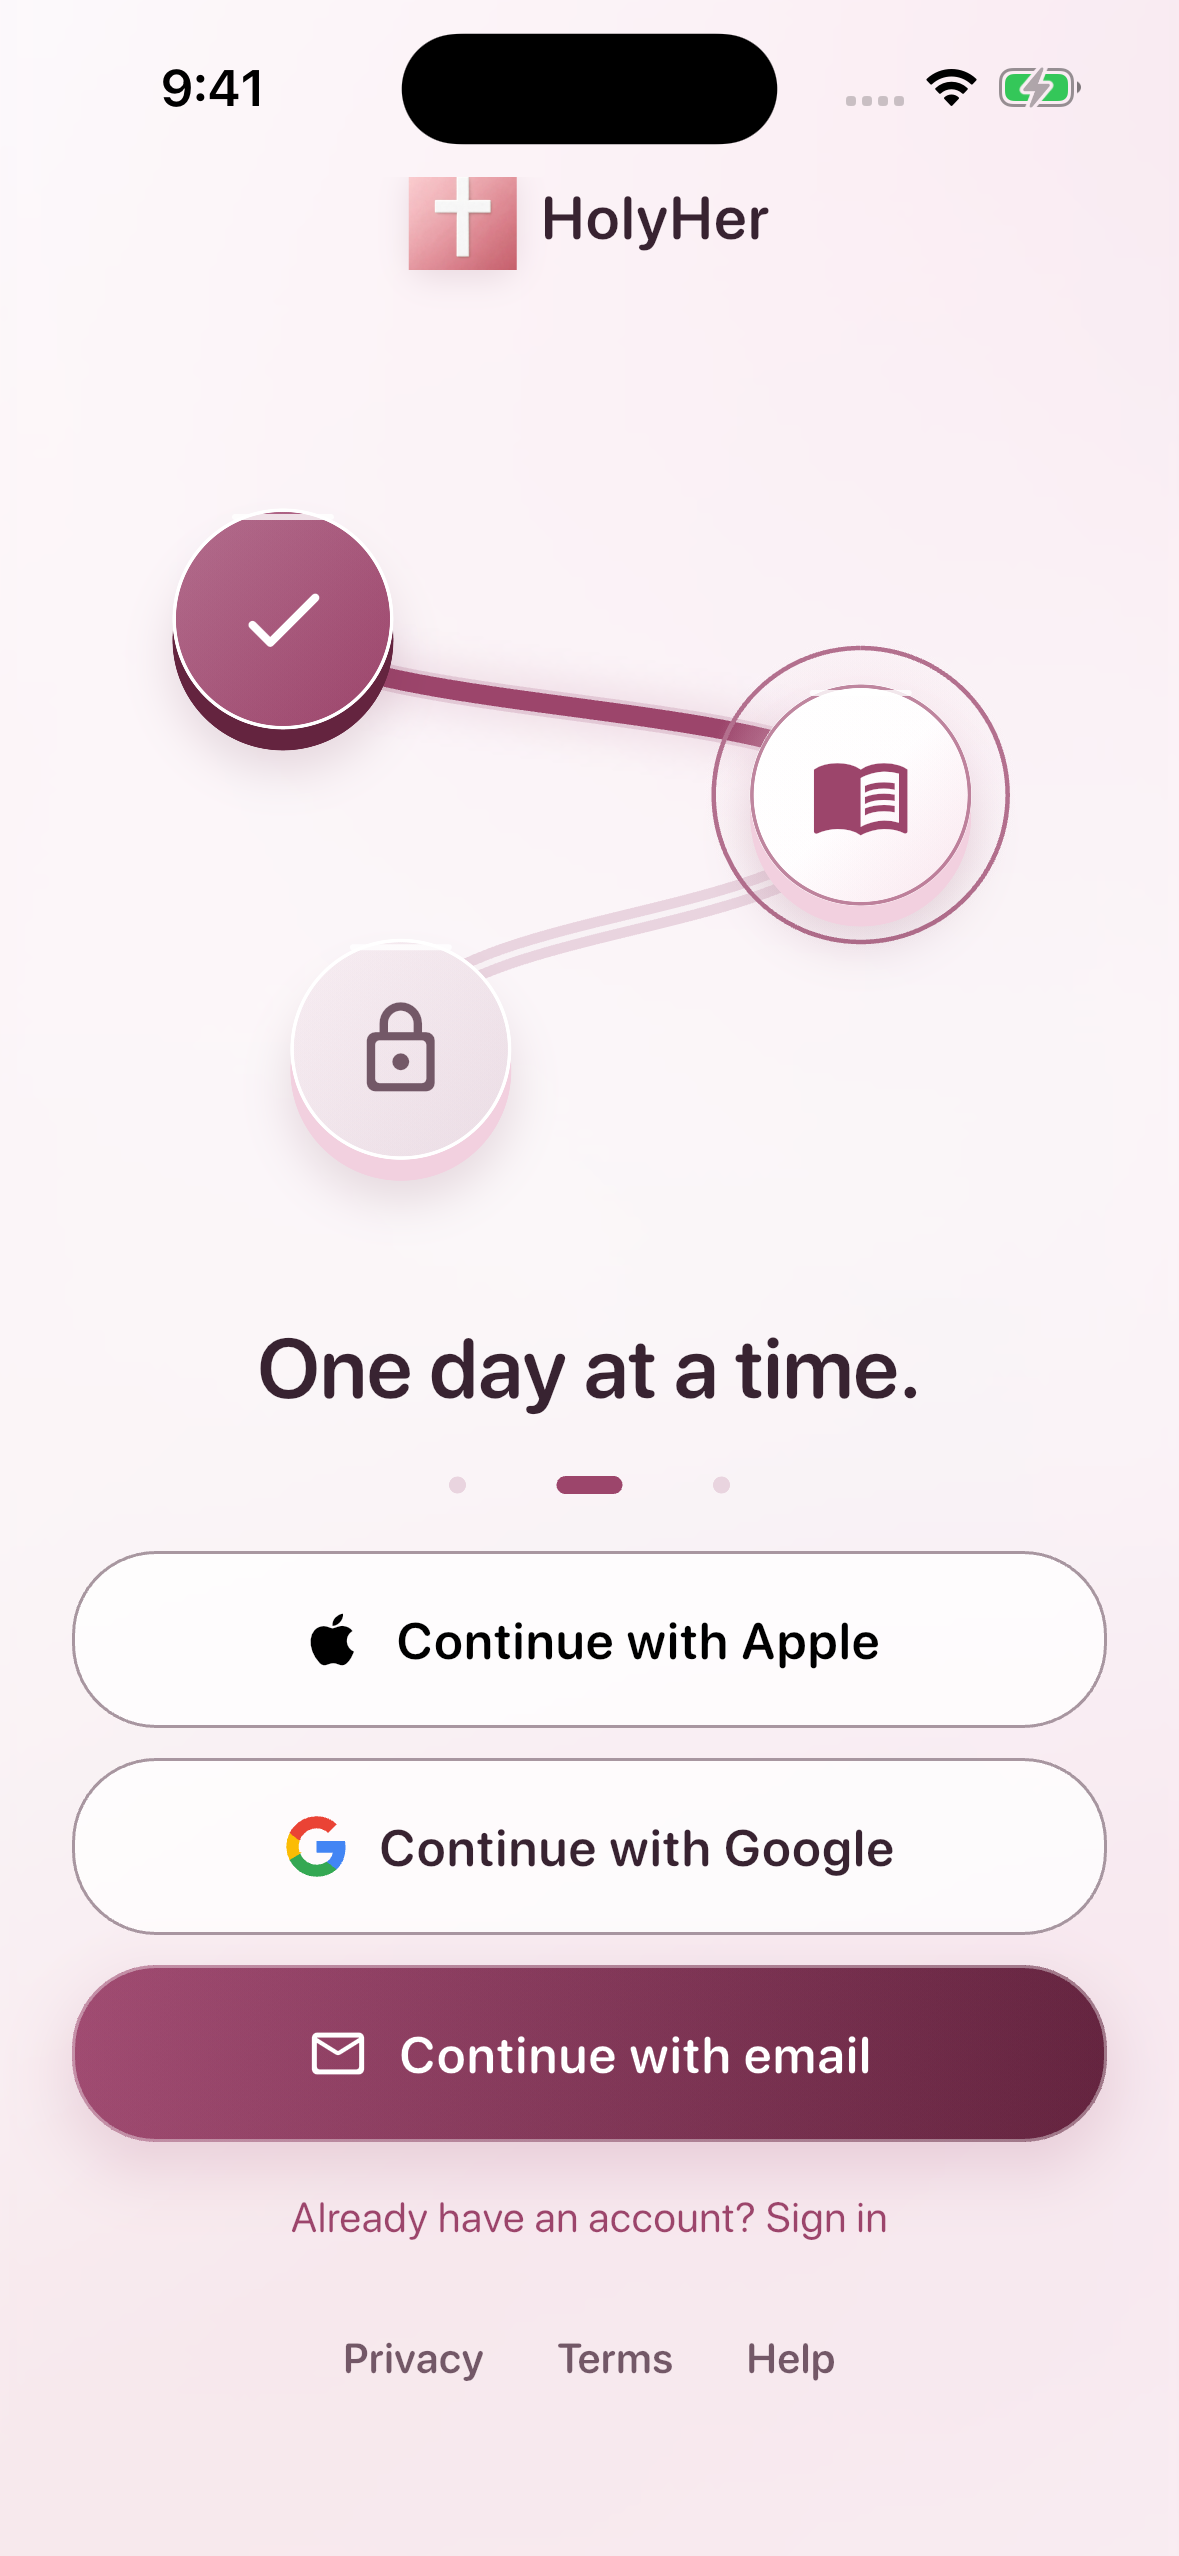 9:41
HolyHer
One day at a time.
Continue with Apple
Continue with Google
Continue with email
Already have an account? Sign in
Privacy Terms Help